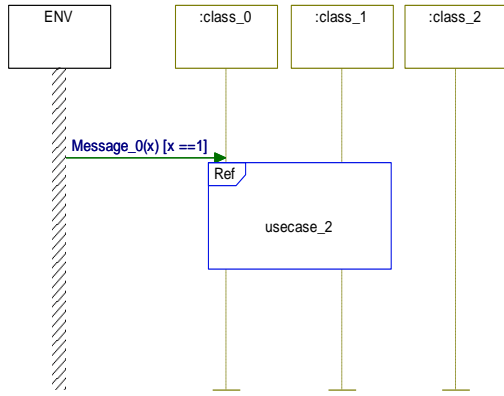 ENV
:class_0
:class_1
:class_2
Message_0(x) [x ==1]
Ref
usecase_2